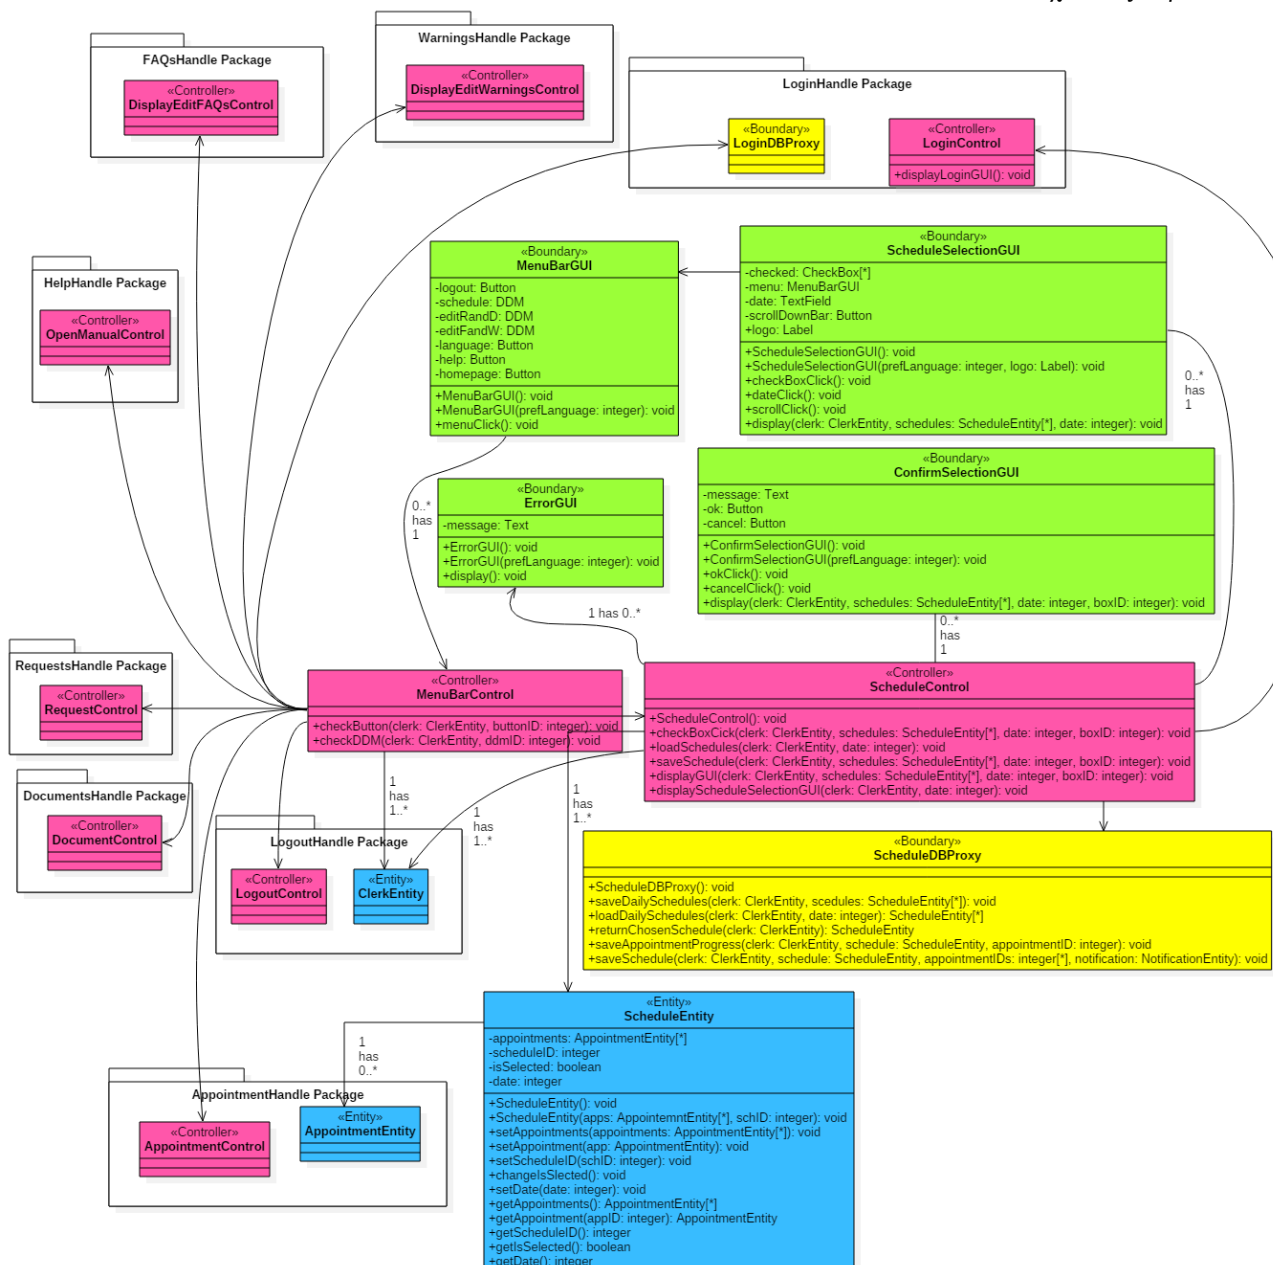 WarningsHandle Package
«Controller»
DisplayEditWarningsControl
FAQsHandle Package
«Controller»
DisplayEditFAQsControl
LoginHandle Package
«Boundary»
LoginDBProxy
«Controller»
LoginControl
+displayLoginGUI(): void
HelpHandle Package
«Controller»
OpenManualControl
«Boundary»
MenuBarGUI
-logout: Button
-schedule: DDM
-editRandD: DDM
-editFandW: DDM
-language: Button
-help: Button
-homepage: Button
+MenuBarGUI(): void
+MenuBarGUI(prefLanguage: integer): void
+menuClick(): void
«Boundary»
ScheduleSelectionGUI
-checked: CheckBox[*]
-menu: MenuBarGUI
-date: TextField
-scrollDownBar: Button
+logo: Label
+ScheduleSelectionGUI(): void
+ScheduleSelectionGUI(prefLanguage: integer, logo: Label): void
+checkBoxClick(): void
+dateClick(): void
+scrollClick(): void
+display(clerk: ClerkEntity, schedules: ScheduleEntity[*], date: integer): void
0..*
has
1
«Boundary»
ConfirmSelectionGUI
-message: Text
-ok: Button
-cancel: Button
+ConfirmSelectionGUI(): void
+ConfirmSelectionGUI(prefLanguage: integer): void
+okClick(): void
+cancelClick(): void
+display(clerk: ClerkEntity, schedules: ScheduleEntity[*], date: integer, boxID: integer): void
0..*
has
1
«Boundary»
ErrorGUI
-message: Text
+ErrorGUI(): void
+ErrorGUI(prefLanguage: integer): void
+display(): void
0..*
has
1
1 has 0..*
RequestsHandle Package
«Controller»
RequestControl
«Controller»
MenuBarControl
+checkButton(clerk: ClerkEntity, buttonID: integer): void
+checkDDM(clerk: ClerkEntity, ddmID: integer): void
«Controller»
ScheduleControl
+ScheduleControl(): void
+checkBoxCick(clerk: ClerkEntity, schedules: ScheduleEntity[*], date: integer, boxID: integer): void
+loadSchedules(clerk: ClerkEntity, date: integer): void
+saveSchedule(clerk: ClerkEntity, schedules: ScheduleEntity[*], date: integer, boxID: integer): void
+displayGUI(clerk: ClerkEntity, schedules: ScheduleEntity[*], date: integer, boxID: integer): void
+displayScheduleSelectionGUI(clerk: ClerkEntity, date: integer): void
DocumentsHandle Package
«Controller»
DocumentControl
1
has
1..*
1
has
1..*
1
has
1..*
LogoutHandle Package
«Controller»
LogoutControl
«Entity»
ClerkEntity
«Boundary»
ScheduleDBProxy
+ScheduleDBProxy(): void
+saveDailySchedules(clerk: ClerkEntity, scedules: ScheduleEntity[*]): void
+loadDailySchedules(clerk: ClerkEntity, date: integer): ScheduleEntity[*]
+returnChosenSchedule(clerk: ClerkEntity): ScheduleEntity
+saveAppointmentProgress(clerk: ClerkEntity, schedule: ScheduleEntity, appointmentID: integer): void
+saveSchedule(clerk: ClerkEntity, schedule: ScheduleEntity, appointmentIDs: integer[*], notification: NotificationEntity): void
«Entity»
ScheduleEntity
-appointments: AppointmentEntity[*]
-scheduleID: integer
-isSelected: boolean
-date: integer
+ScheduleEntity(): void
+ScheduleEntity(apps: AppointemntEntity[*], schID: integer): void
+setAppointments(appointments: AppointmentEntity[*]): void
+setAppointment(app: AppointmentEntity): void
+setScheduleID(schID: integer): void
+changeIsSlected(): void
+setDate(date: integer): void
+getAppointments(): AppointmentEntity[*]
+getAppointment(appID: integer): AppointmentEntity
+getScheduleID(): integer
+getIsSelected(): boolean
+getDate(): integer
1
has
0..*
AppointmentHandle Package
«Controller»
AppointmentControl
«Entity»
AppointmentEntity